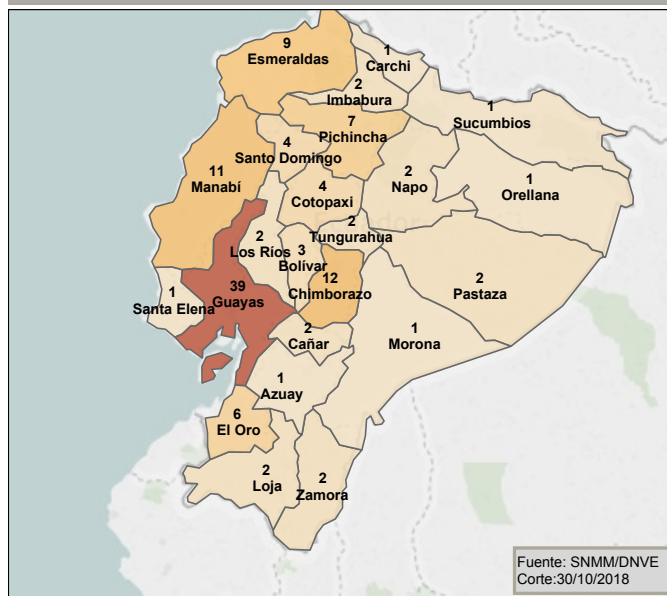 9
Esmeraldas
1
Carchi
2
Imbabura
1
Sucumbios
7
Pichincha
4
Santo Domingo
11
Manabí
2
Napo
1
Orellana
4
Cotopaxi
2
Tungurahua
2
Los Ríos
3
Bolívar
12
Chimborazo
2
Pastaza
39
Guayas
1
Santa Elena
1
Morona
2
Cañar
1
Azuay
6
El Oro
2
Loja
2
Zamora
Fuente: SNMM/DNVE
Corte:30/10/2018